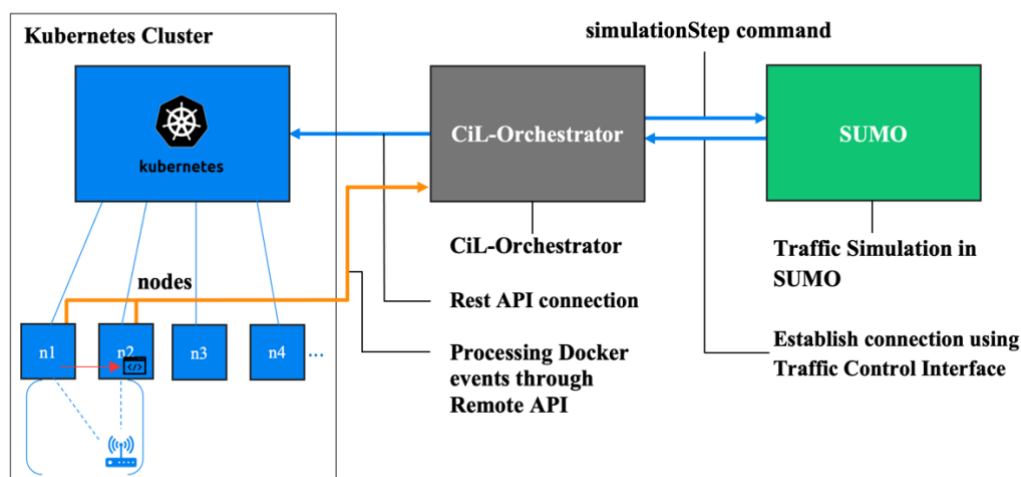 Kubernetes Cluster
kubernetes
nodes
n1
n2
n3
n4
...
CiL-Orchestrator
CiL-Orchestrator
Rest API connection
Processing Docker
events through
Remote API
simulationStep command
SUMO
Traffic Simulation in
SUMO
Establish connection using
Traffic Control Interface